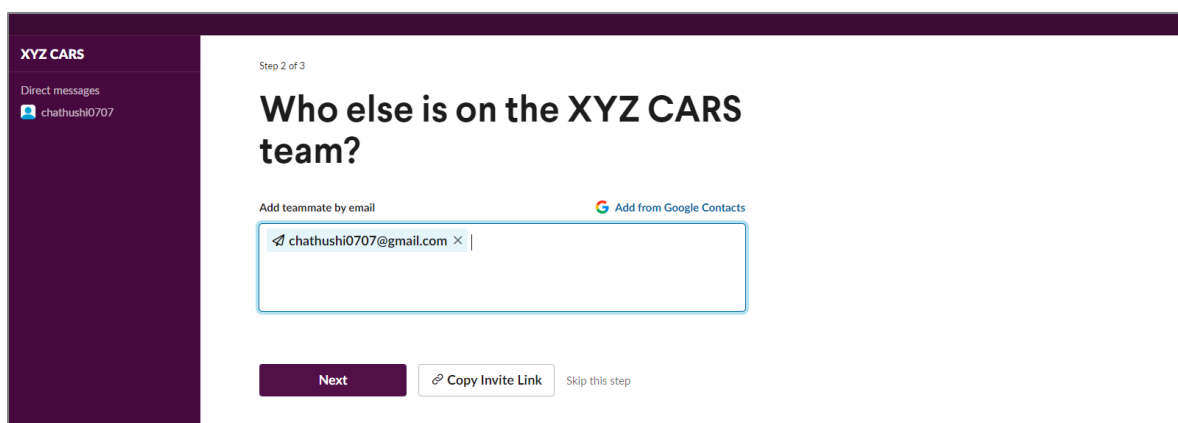 XYZ CARS
Direct messages
chathushi0707
Step 2 of 3
Who else is on the XYZ CARS
team?
Add teammate by email
Add from Google Contacts
chathushi0707@gmail.com ×
Next
Copy Invite Link
Skip this step